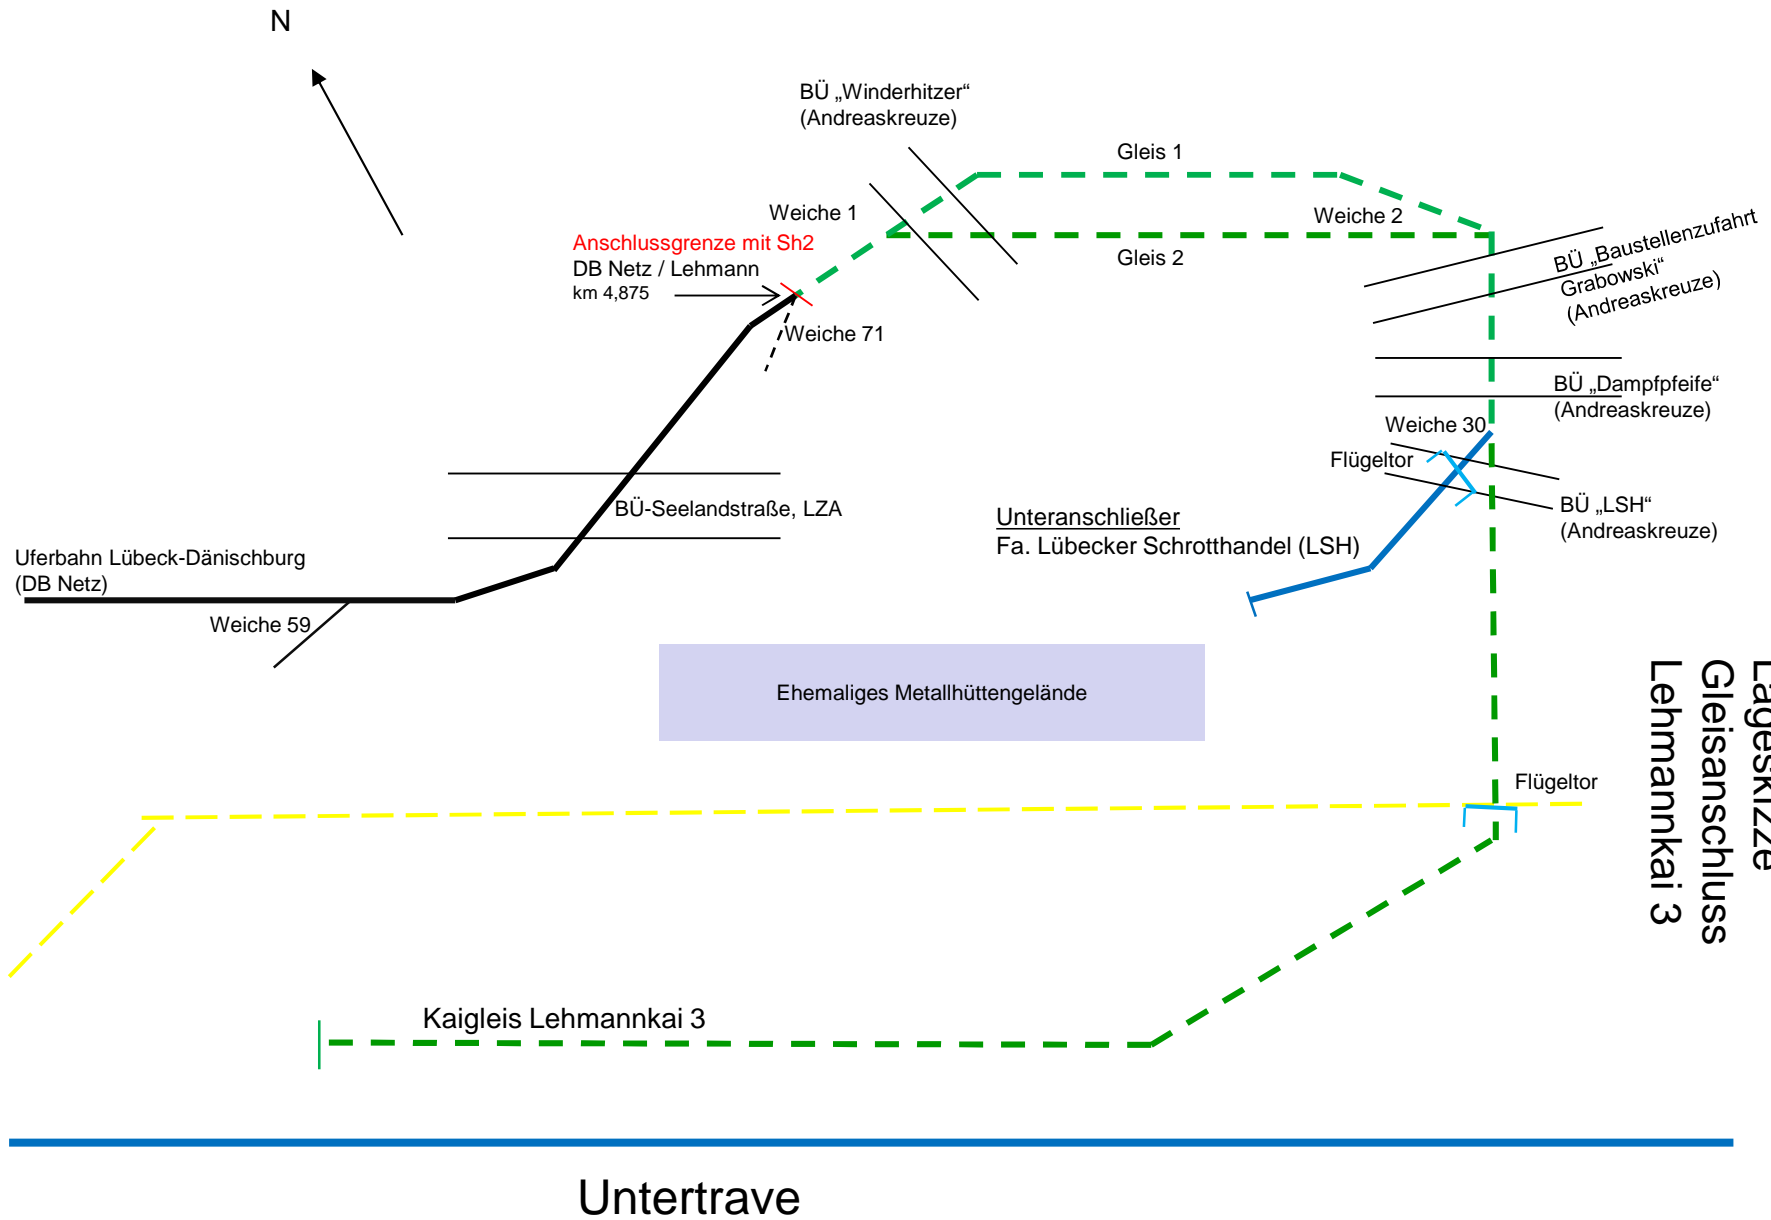 N
BÜ „Winderhitzer“
(Andreaskreuze)
Gleis 1
Weiche 1
Weiche 2
Anschlussgrenze mit Sh2
DB Netz / Lehmann
km 4,875
Gleis 2
BÜ „Baustellenzufahrt
Grabowski“
(Andreaskreuze)
Weiche 71
BÜ „Dampfpfeife“
(Andreaskreuze)
Weiche 30
Flügeltor
BÜ „LSH“
(Andreaskreuze)
BÜ-Seelandstraße, LZA
Unteranschließer
Fa. Lübecker Schrotthandel (LSH)
Uferbahn Lübeck-Dänischburg
(DB Netz)
Weiche 59
Ehemaliges Metallhüttengelände
Lageskizze
Gleisanschluss
Lehmannkai 3
Flügeltor
Kaigleis Lehmannkai 3
Untertrave